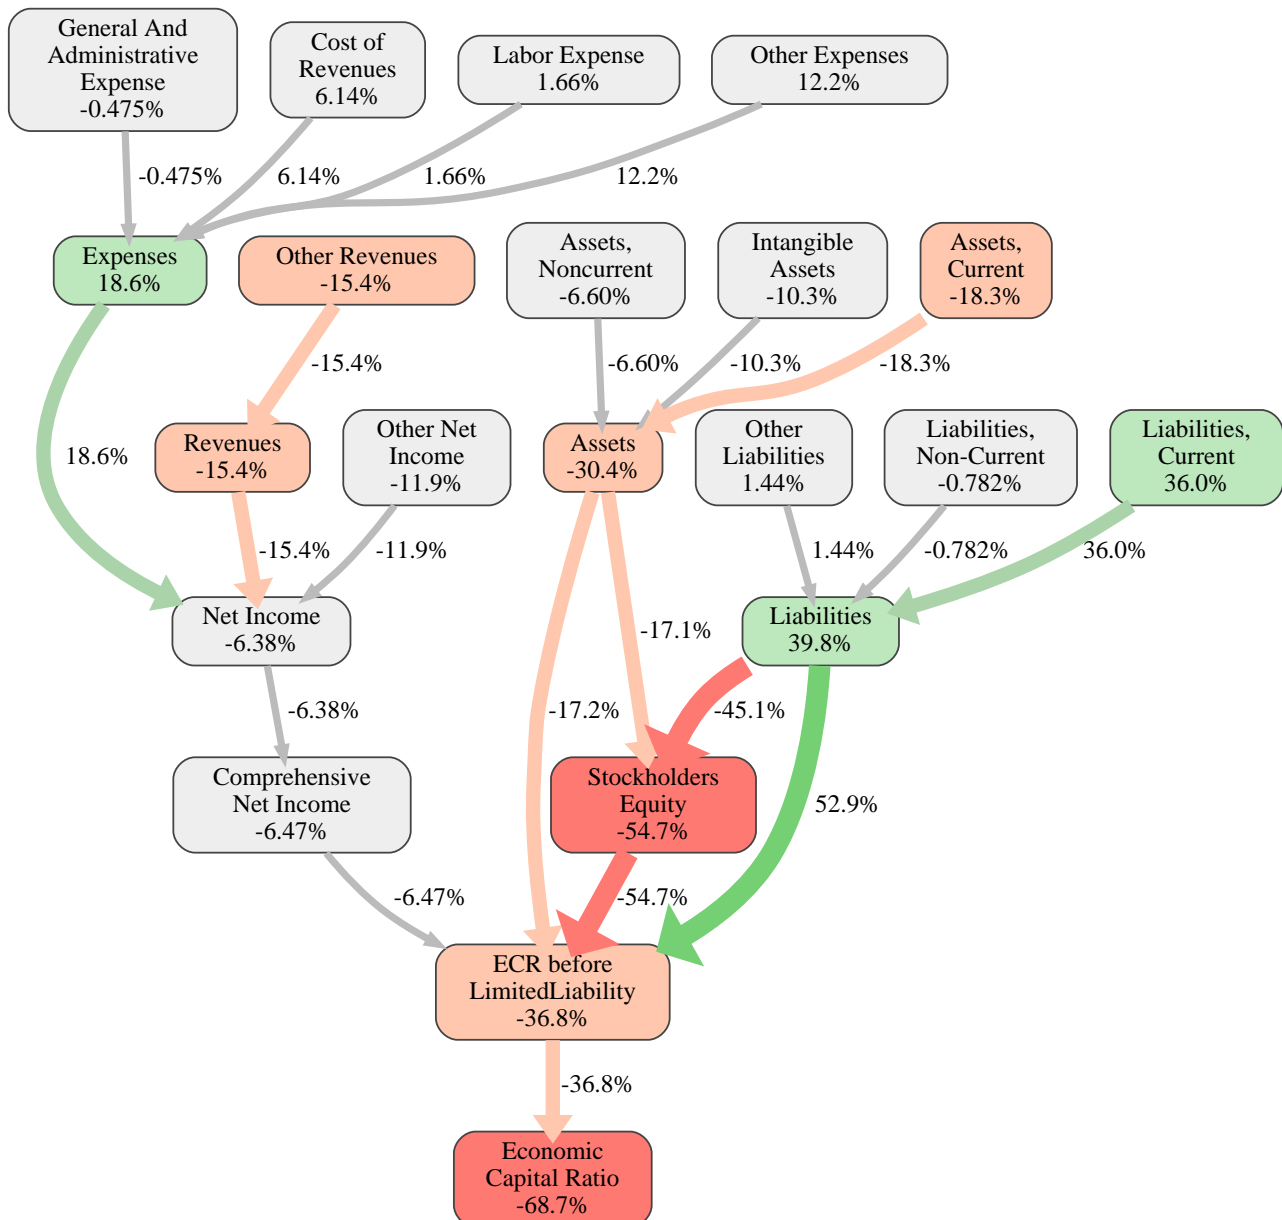 General And
Administrative
Expense
-0.475%
Cost of
Revenues
6.14%
Labor Expense
1.66%
Other Expenses
12.2%
-0.475%
6.14%
1.66%
12.2%
Expenses
18.6%
Other Revenues
-15.4%
Assets,
Noncurrent
-6.60%
Intangible
Assets
-10.3%
Assets,
Current
-18.3%
-15.4%
-6.60%
-10.3%
-18.3%
18.6%
Revenues
-15.4%
Other Net
Income
-11.9%
Assets
-30.4%
Other
Liabilities
1.44%
Liabilities,
Non-Current
-0.782%
Liabilities,
Current
36.0%
-15.4%
-11.9%
1.44%
-0.782%
36.0%
Net Income
-6.38%
-17.1%
Liabilities
39.8%
-6.38%
-17.2%
-45.1%
Comprehensive
Net Income
-6.47%
Stockholders
Equity
-54.7%
52.9%
-6.47%
-54.7%
ECR before
LimitedLiability
-36.8%
-36.8%
Economic
Capital Ratio
-68.7%